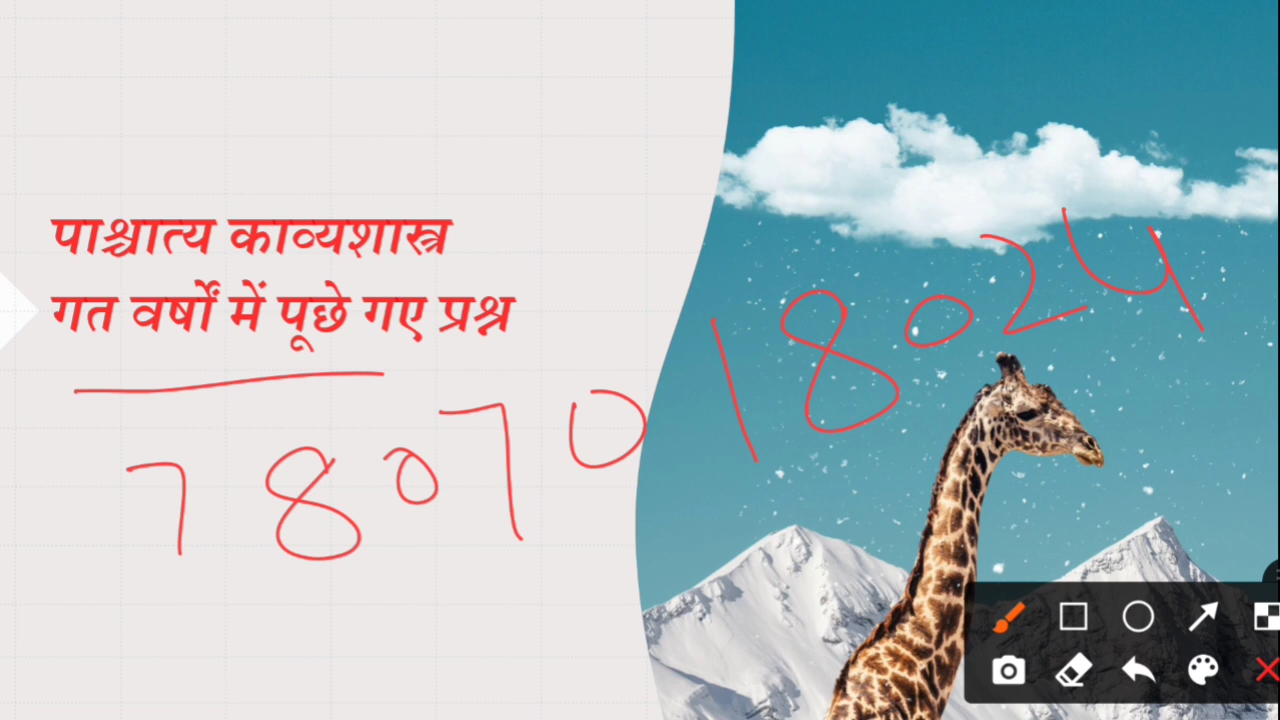 पाश्चात्य काव्यशास्त्र
गत वर्षों में पूछे गए प्रश्न
78070
18024